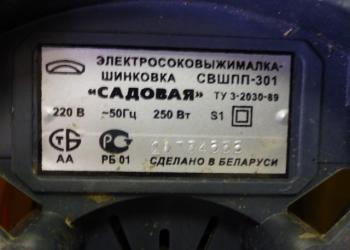 ЭЛЕКТРОСОКОВЫЖИМАЛКА-
ШИНКОВКА СВШПП-301
"САДОВАЯ" ТУ 3-2030-89
220 В ~50Гц 250 Вт S1
АА РБ 01 СДЕЛАНО В БЕЛАРУСИ